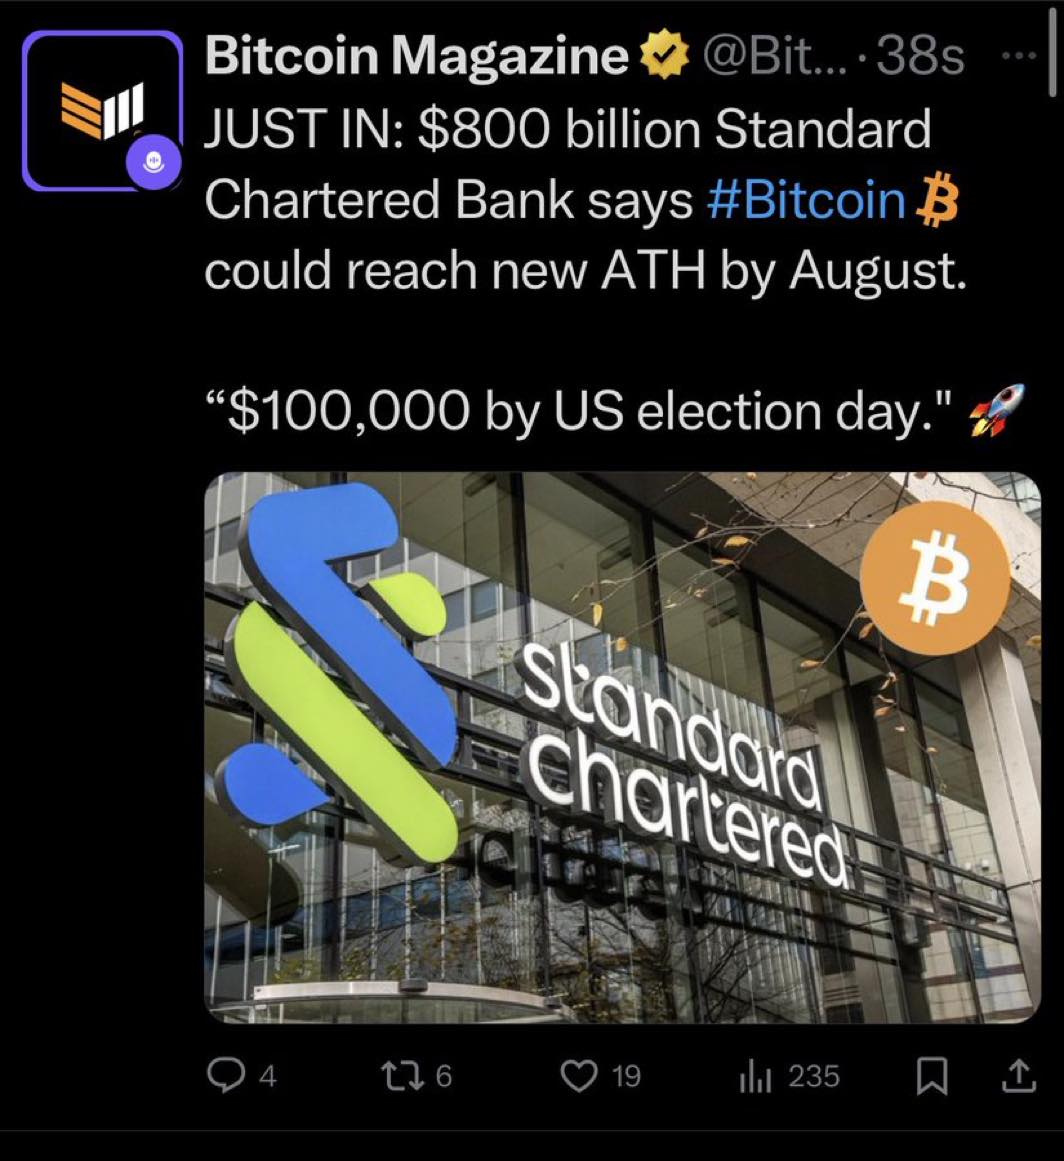 Bitcoin Magazine @Bit... · 38s
JUST IN: $800 billion Standard
Chartered Bank says #Bitcoin
could reach new ATH by August.
“$100,000 by US election day."
standard
chartered
4 6 19 235